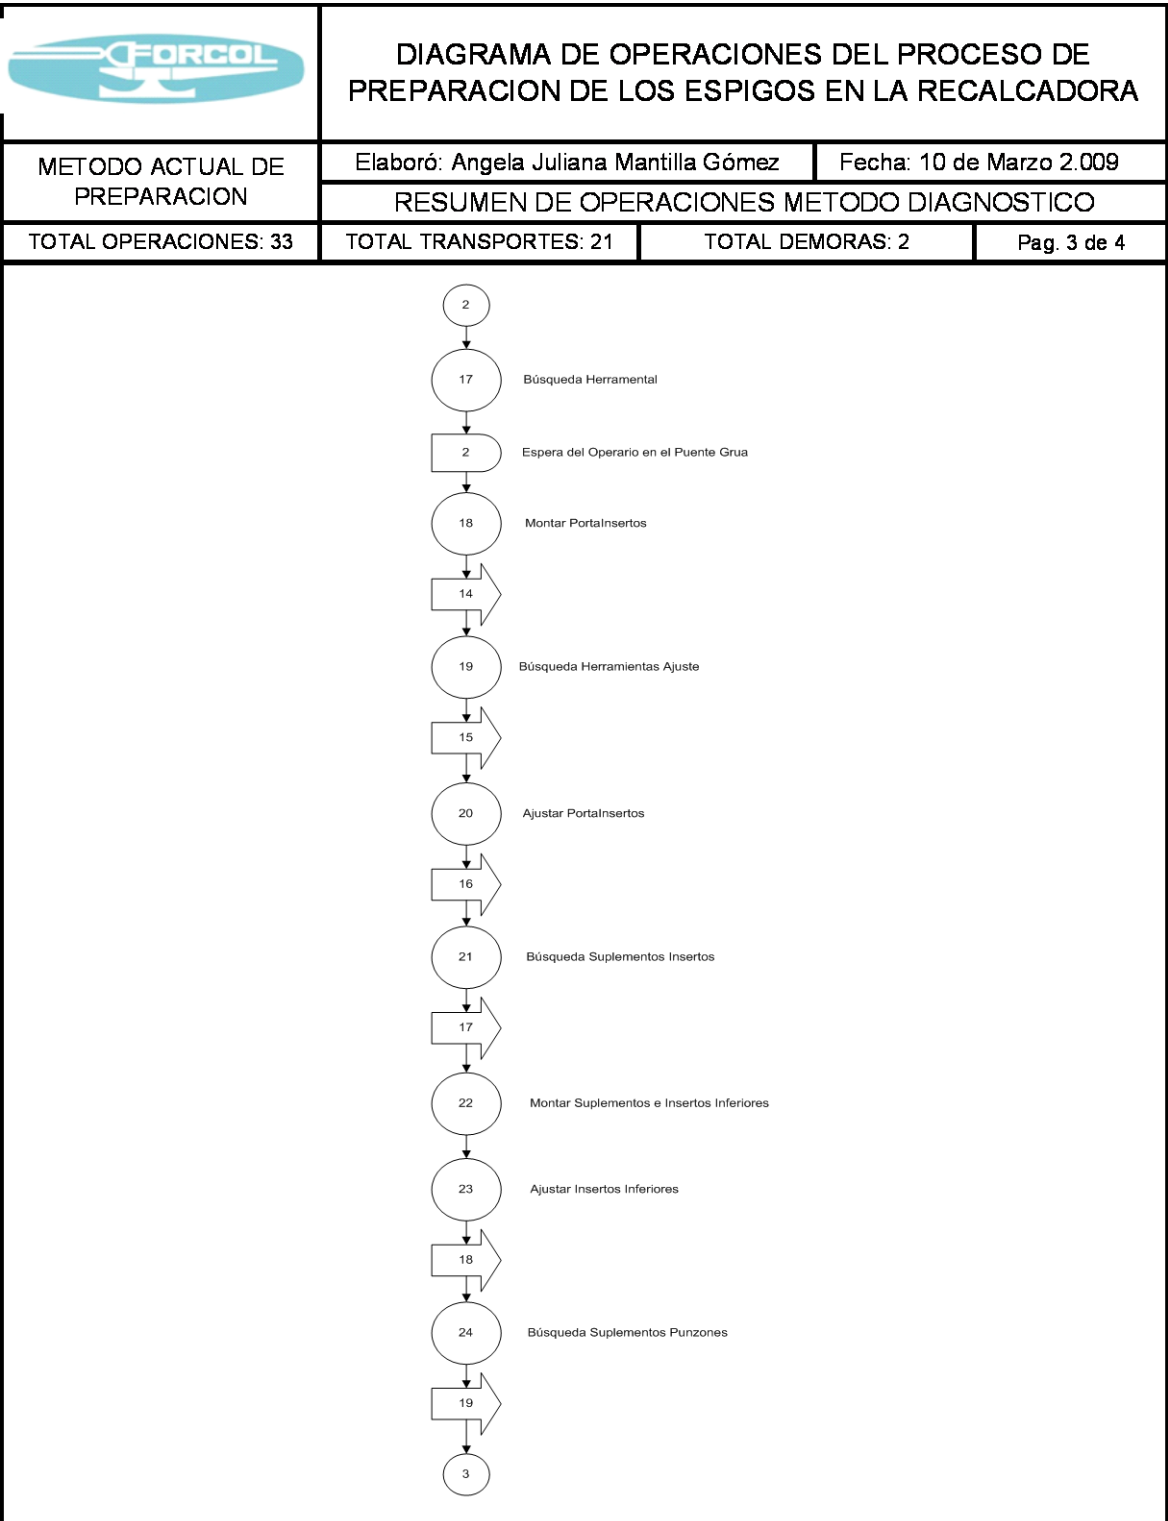 FORCOL
DIAGRAMA DE OPERACIONES DEL PROCESO DE
PREPARACION DE LOS ESPIGOS EN LA RECALCADORA
METODO ACTUAL DE
PREPARACION
Elaboró: Angela Juliana Mantilla Gómez
Fecha: 10 de Marzo 2.009
RESUMEN DE OPERACIONES METODO DIAGNOSTICO
TOTAL OPERACIONES: 33
TOTAL TRANSPORTES: 21
TOTAL DEMORAS: 2
Pag. 3 de 4
2
17 Búsqueda Herramental
2 Espera del Operario en el Puente Grua
18 Montar PortaInsertos
14
19 Búsqueda Herramientas Ajuste
15
20 Ajustar PortaInsertos
16
21 Búsqueda Suplementos Insertos
17
22 Montar Suplementos e Insertos Inferiores
23 Ajustar Insertos Inferiores
18
24 Búsqueda Suplementos Punzones
19
3